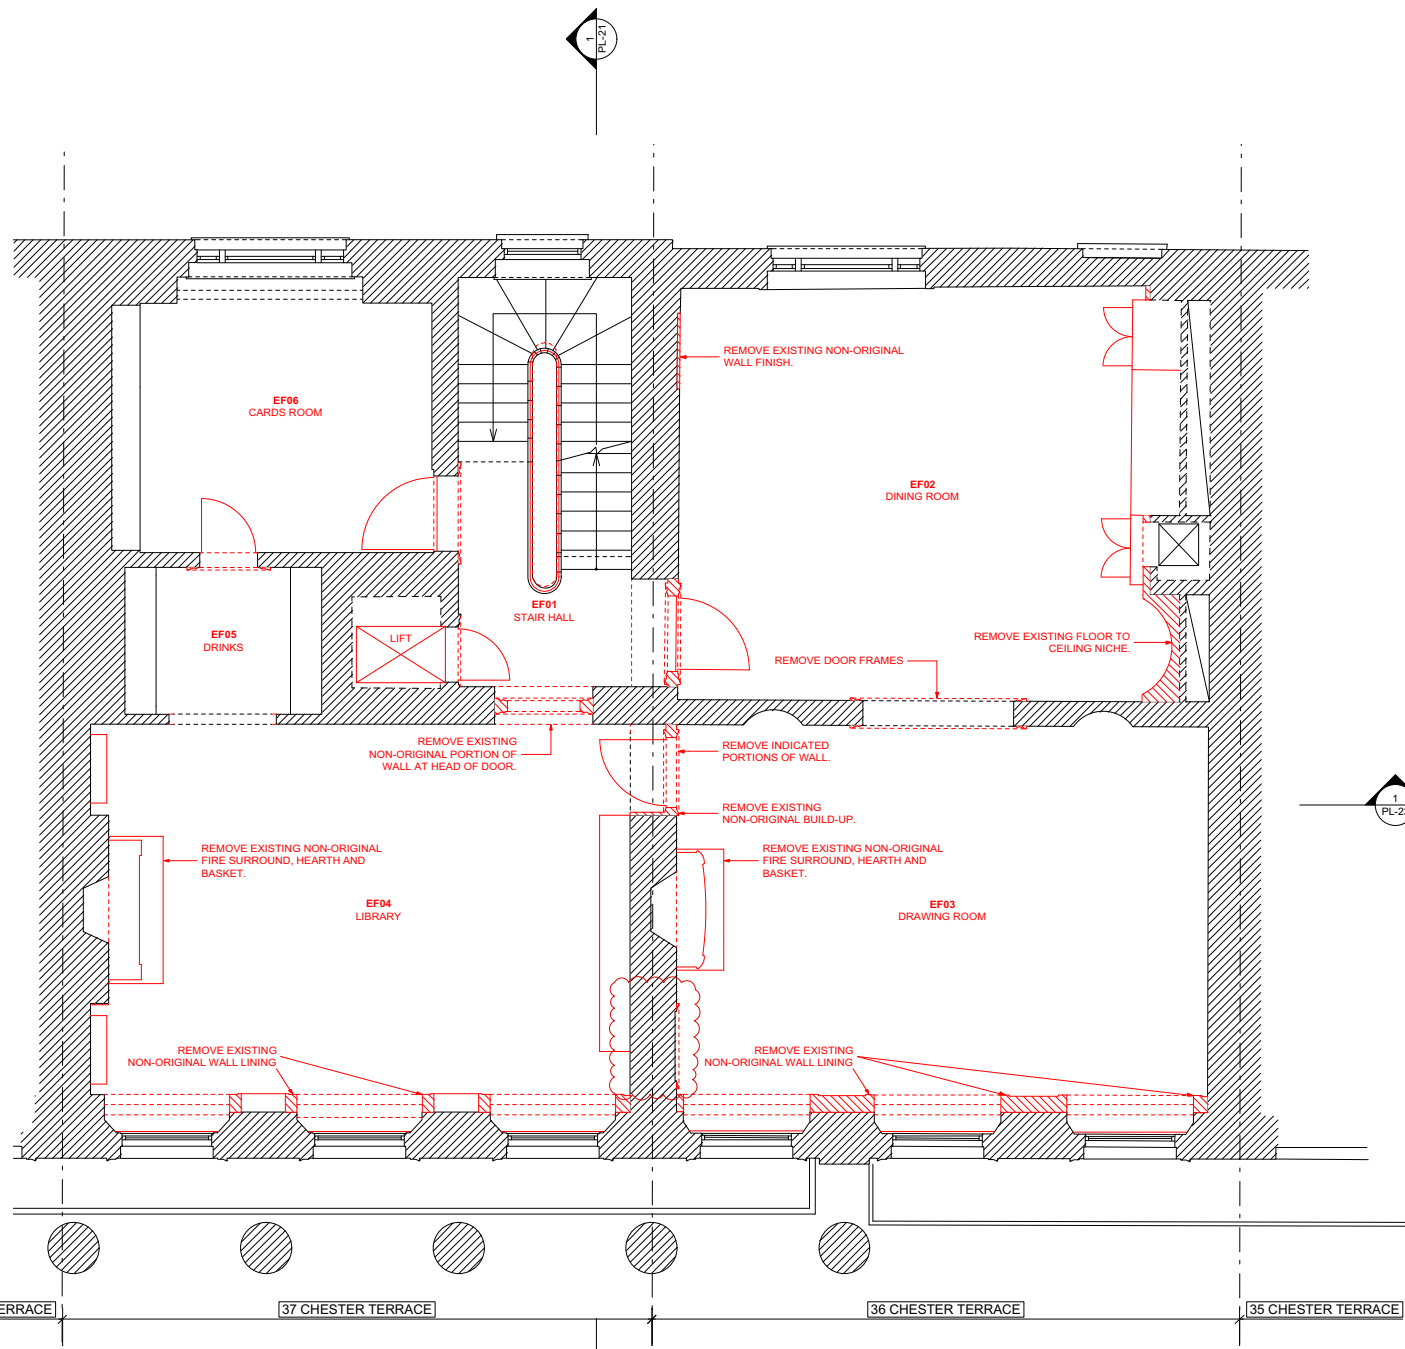 1
PL-21
REMOVE EXISTING NON-ORIGINAL
WALL FINISH.
EF06
CARDS ROOM
EF02
DINING ROOM
EF01
STAIR HALL
EF05
DRINKS
LIFT
REMOVE EXISTING FLOOR TO
CEILING NICHE.
REMOVE DOOR FRAMES
REMOVE EXISTING
NON-ORIGINAL PORTION OF
WALL AT HEAD OF DOOR.
REMOVE INDICATED
PORTIONS OF WALL.
REMOVE EXISTING
NON-ORIGINAL BUILD-UP.
1
REMOVE EXISTING NON-ORIGINAL
FIRE SURROUND, HEARTH AND
BASKET.
REMOVE EXISTING NON-ORIGINAL
FIRE SURROUND, HEARTH AND
BASKET.
EF04
LIBRARY
EF03
DRAWING ROOM
REMOVE EXISTING
NON-ORIGINAL WALL LINING
REMOVE EXISTING
NON-ORIGINAL WALL LINING
ERRACE
37 CHESTER TERRACE
36 CHESTER TERRACE
35 CHESTER TERRACE